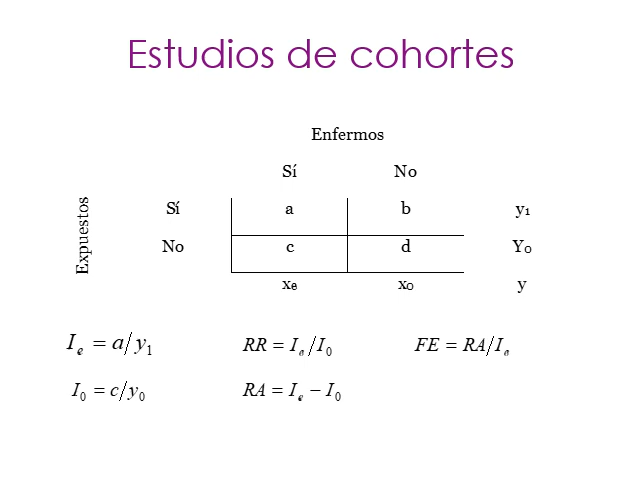 Estudios de cohortes
Enfermos
Sí No
Expuestos
Sí a b y₁
No c d Y₀
xₑ x₀ y
Iₑ = a/y₁ RR = Iₑ/I₀ FE = RA/Iₑ
I₀ = c/y₀ RA = Iₑ − I₀